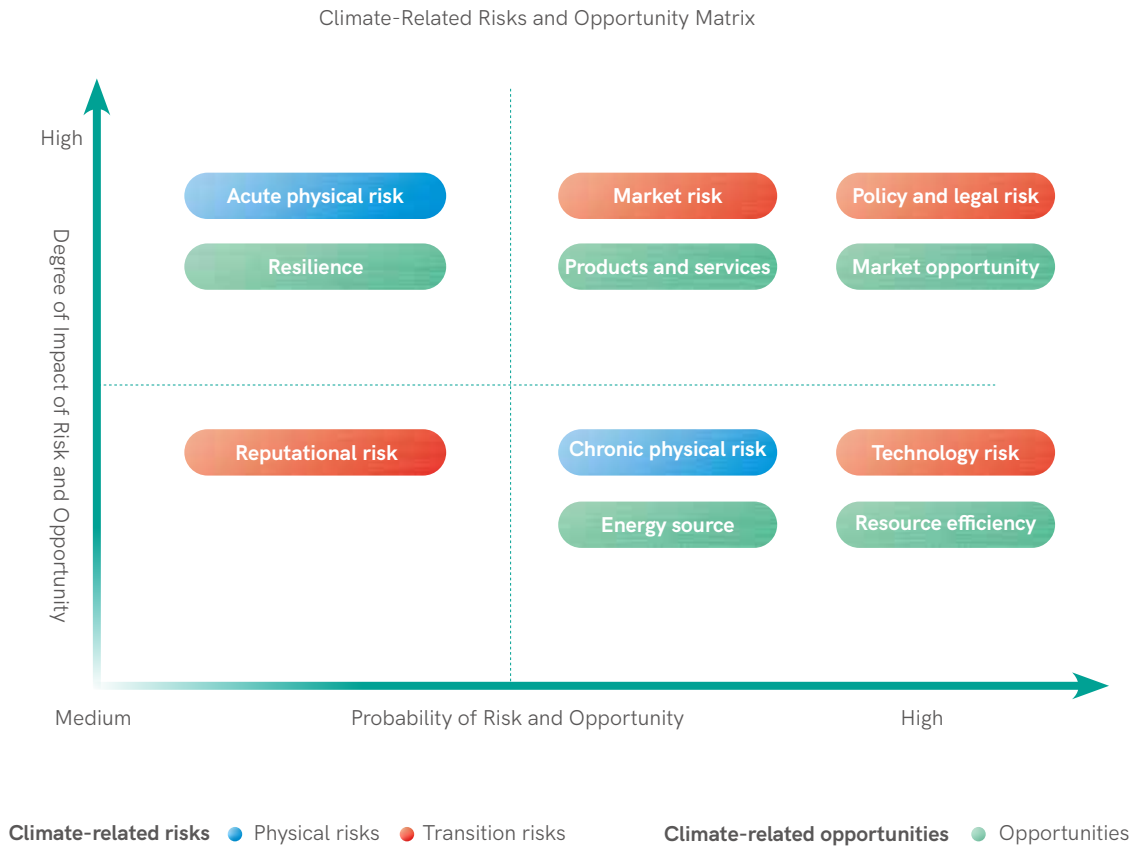 Climate-Related Risks and Opportunity Matrix
High
Degree of Impact of Risk and Opportunity
Acute physical risk
Market risk
Policy and legal risk
Resilience
Products and services
Market opportunity
Reputational risk
Chronic physical risk
Technology risk
Energy source
Resource efficiency
Medium
Probability of Risk and Opportunity
High
Climate-related risks
Physical risks
Transition risks
Climate-related opportunities
Opportunities